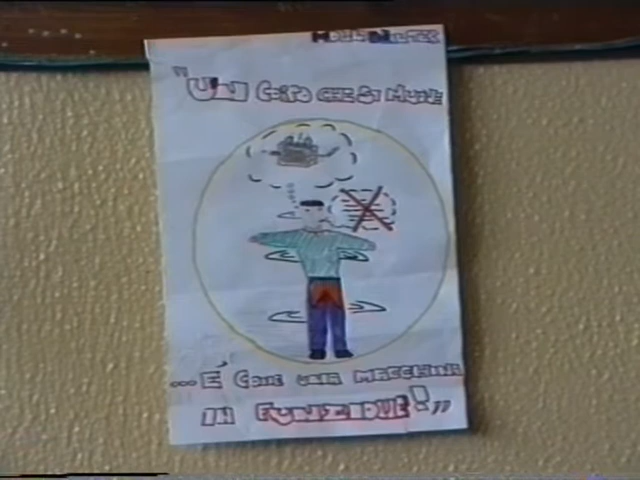 "UN CORPO CHE SI MUOVE
...E' COME UNA MACCHINA
IN FUNZIONE!"